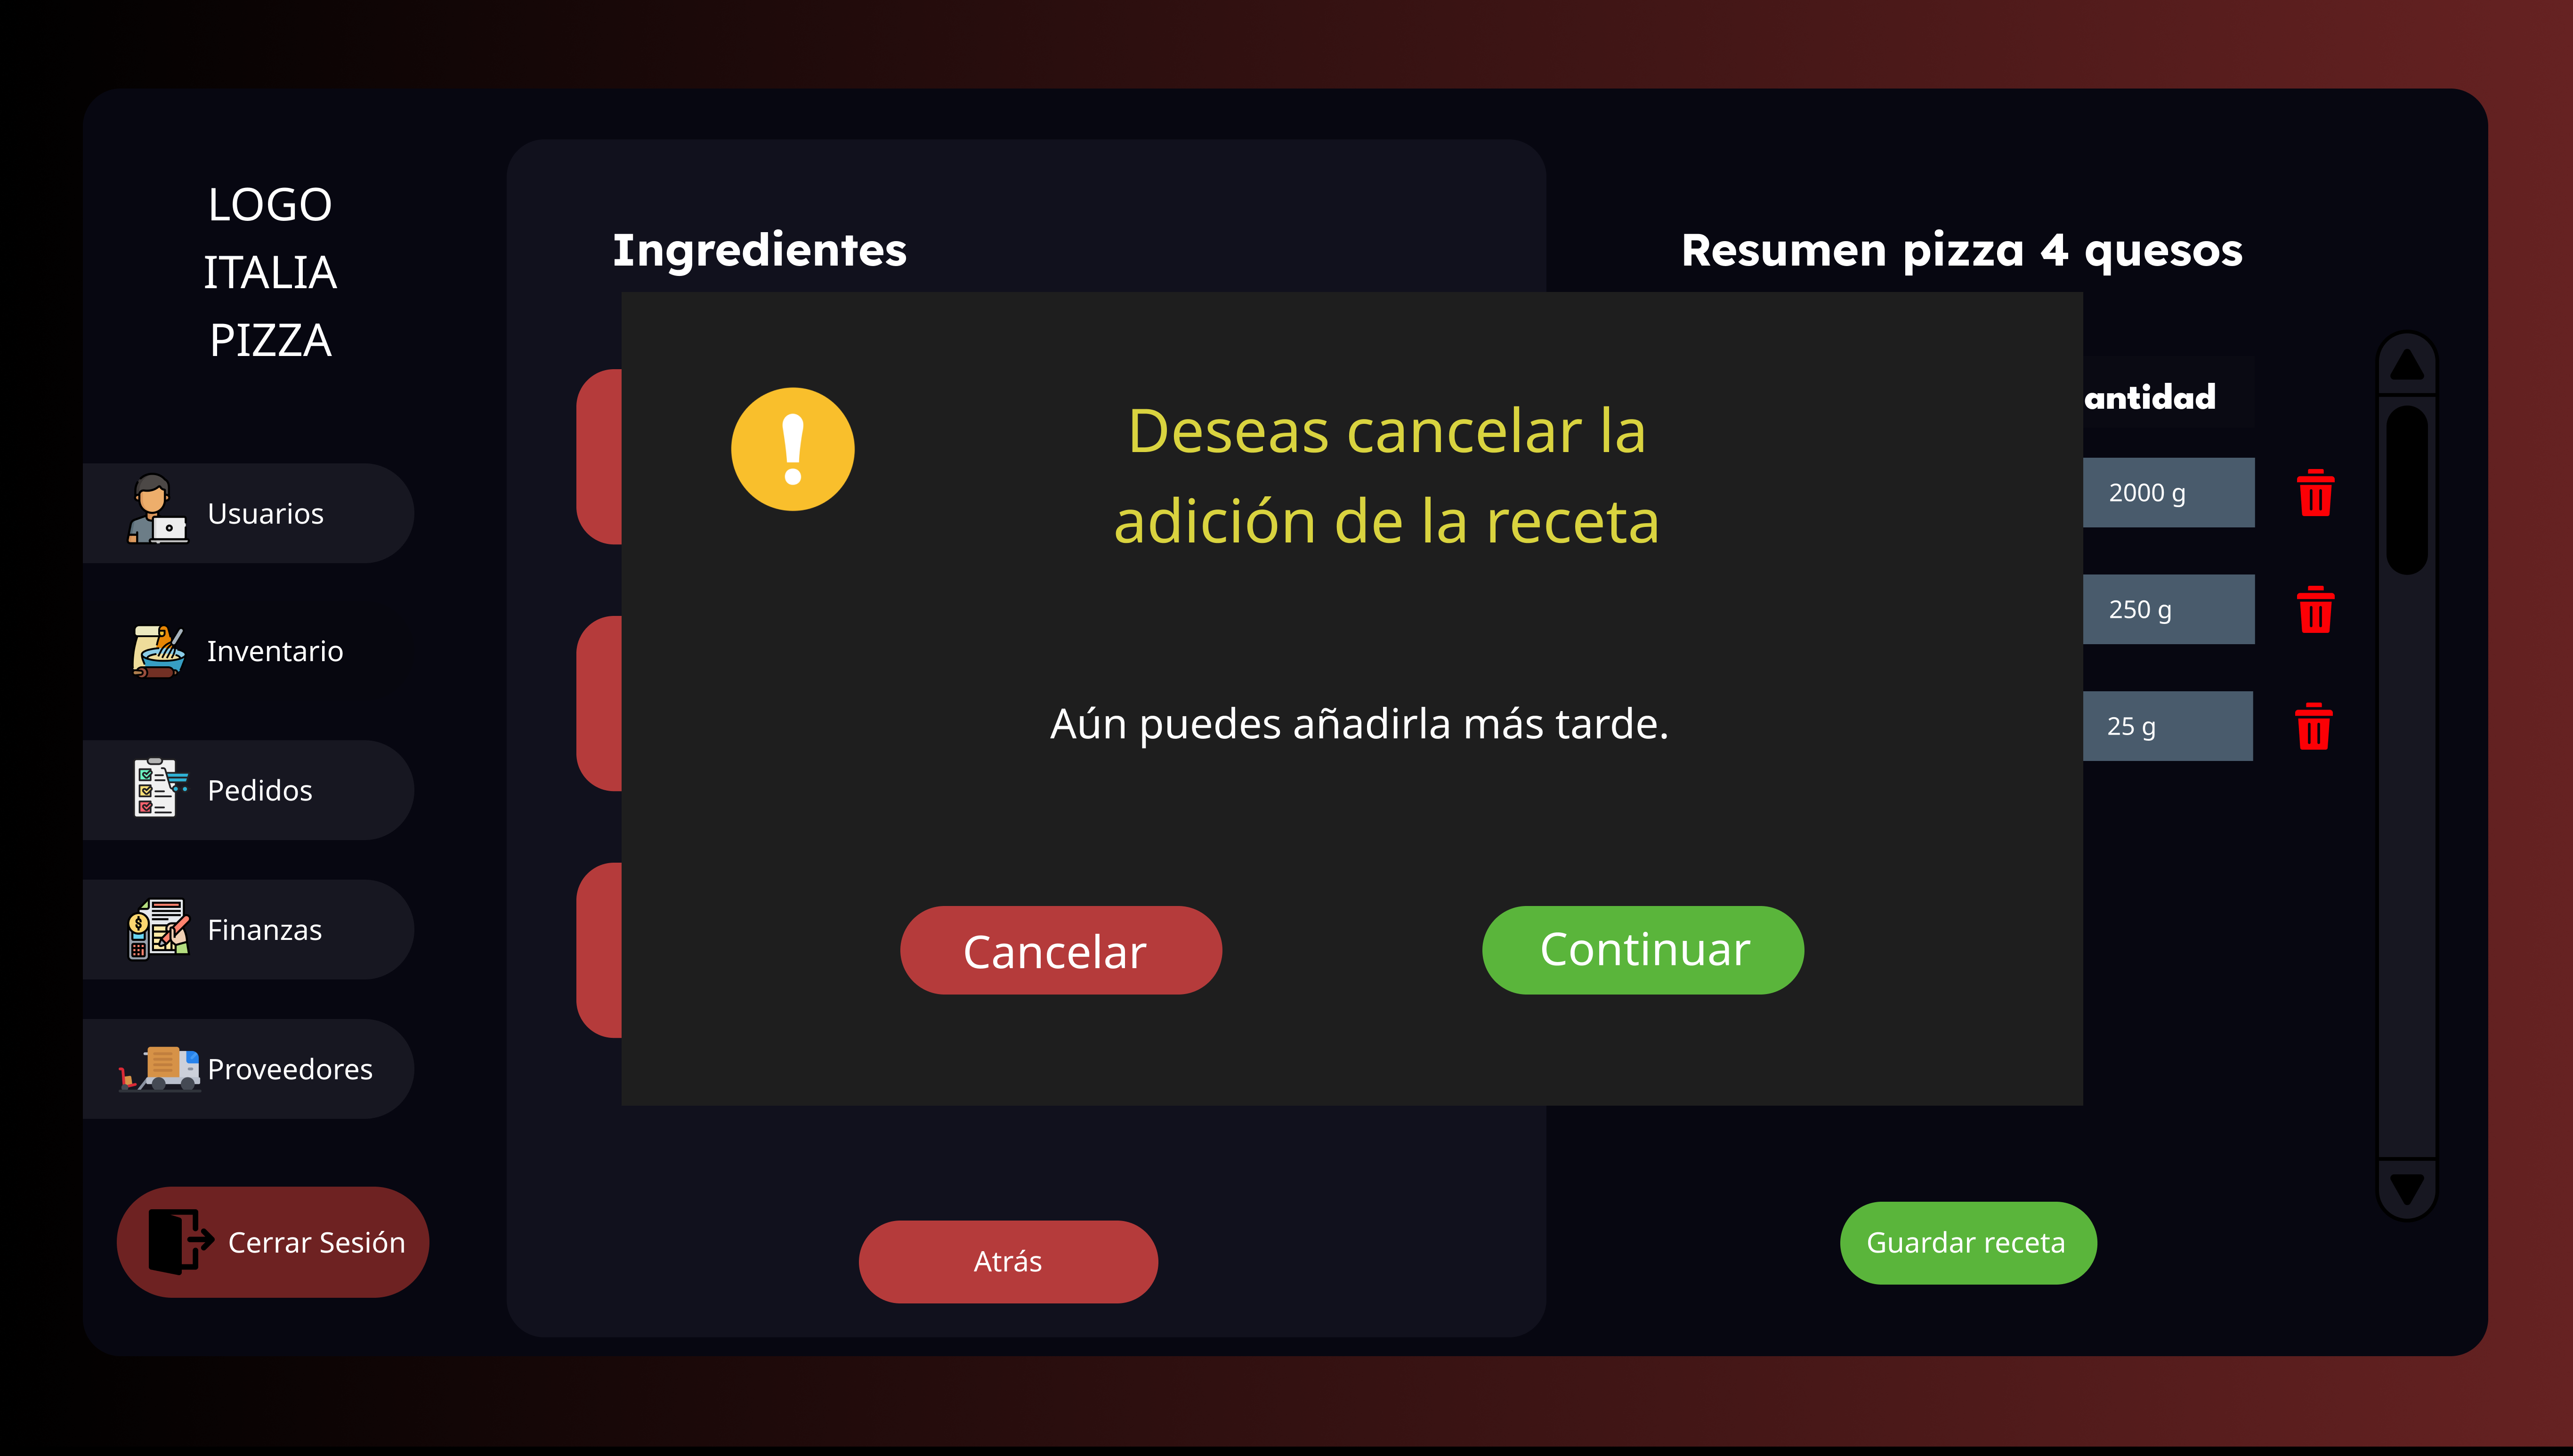 LOGO
ITALIA
PIZZA
Usuarios
Inventario
Pedidos
Finanzas
Proveedores
Cerrar Sesión
Ingredientes
Resumen pizza 4 quesos
antidad
2000 g
250 g
25 g
Deseas cancelar la
adición de la receta
Aún puedes añadirla más tarde.
Cancelar
Continuar
Atrás
Guardar receta